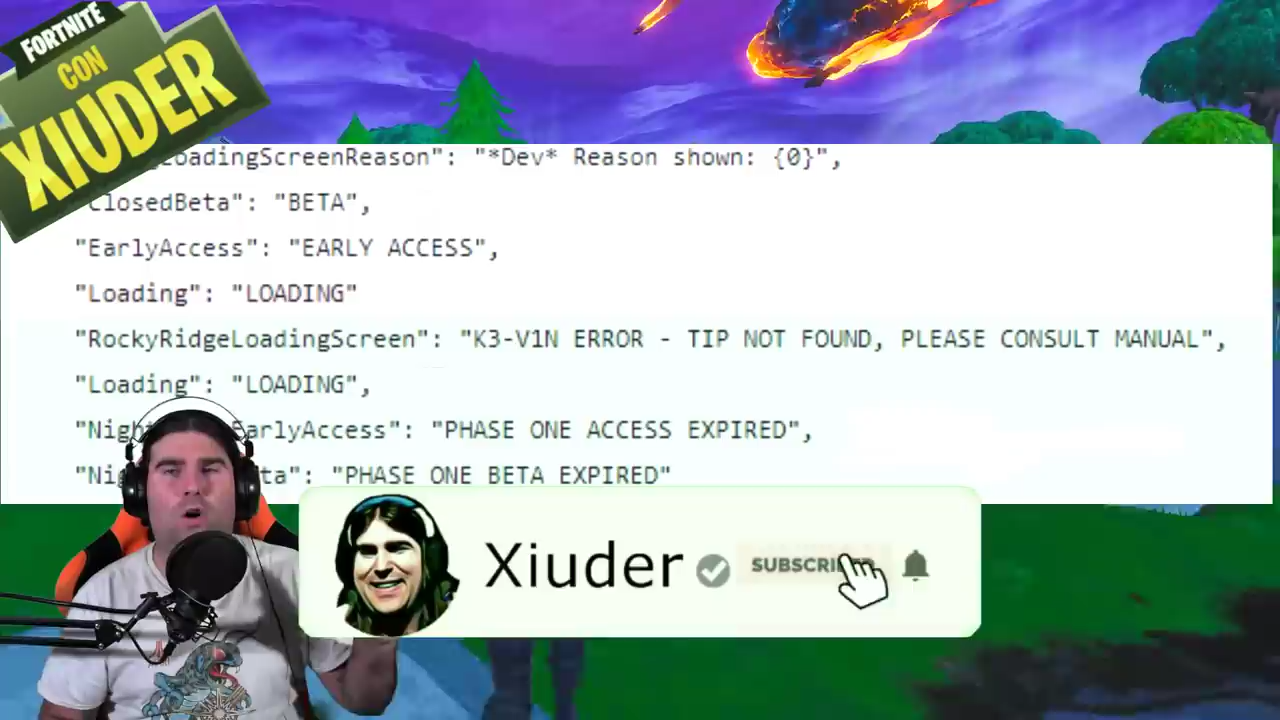 FORTNITE
CON
XIUDER
LoadingScreenReason": "*Dev* Reason shown: {0}",
"ClosedBeta": "BETA",
"EarlyAccess": "EARLY ACCESS",
"Loading": "LOADING"
"RockyRidgeLoadingScreen": "K3-V1N ERROR - TIP NOT FOUND, PLEASE CONSULT MANUAL",
"Loading": "LOADING",
EarlyAccess": "PHASE ONE ACCESS EXPIRED",
"PHASE ONE BETA EXPIRED"
Xiuder
SUBSCRIBE